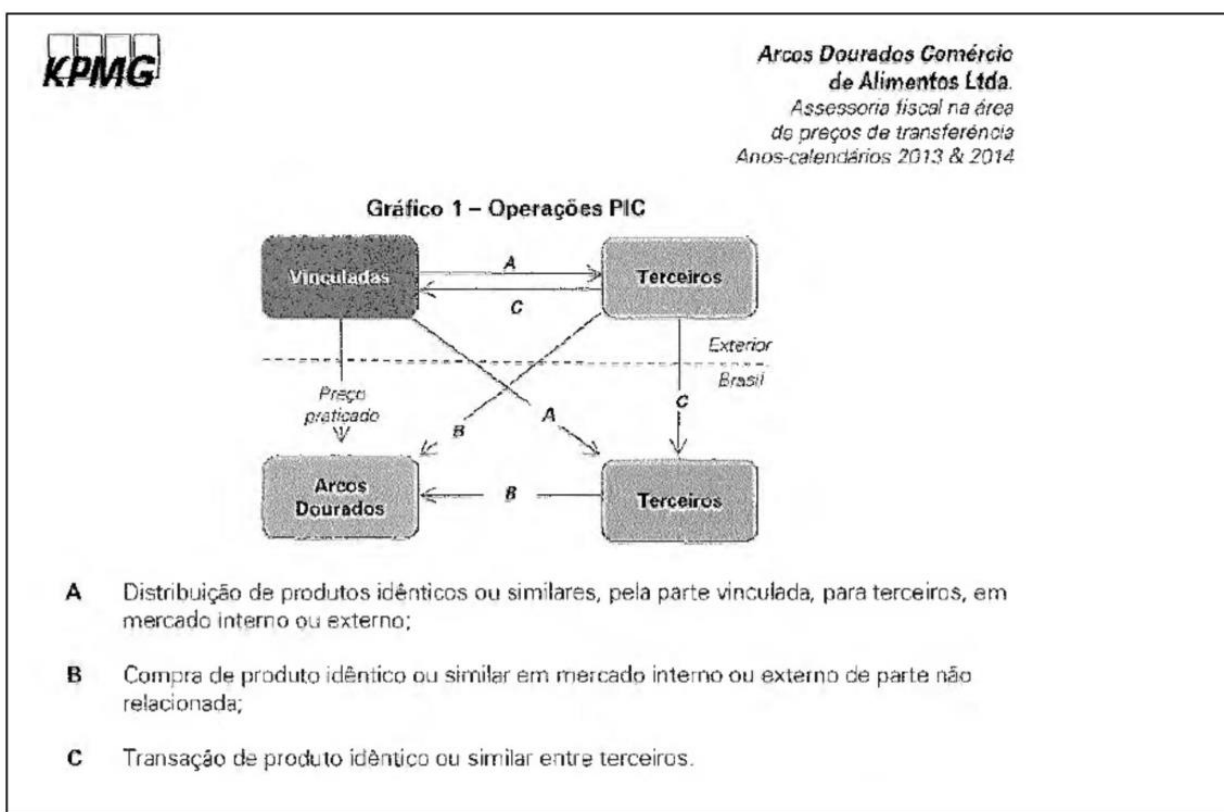 KPMG
Arcos Dourados Comércio
de Alimentos Ltda.
Assessoria fiscal na área
de preços de transferência
Anos-calendários 2013 & 2014
Gráfico 1 – Operações PIC
Vinculadas
A
Terceiros
C
Exterior
Brasil
Preço
praticado
C
A
B
Arcos
Dourados
B
Terceiros
A Distribuição de produtos idênticos ou similares, pela parte vinculada, para terceiros, em
mercado interno ou externo;
B Compra de produto idêntico ou similar em mercado interno ou externo de parte não
relacionada;
C Transação de produto idêntico ou similar entre terceiros.